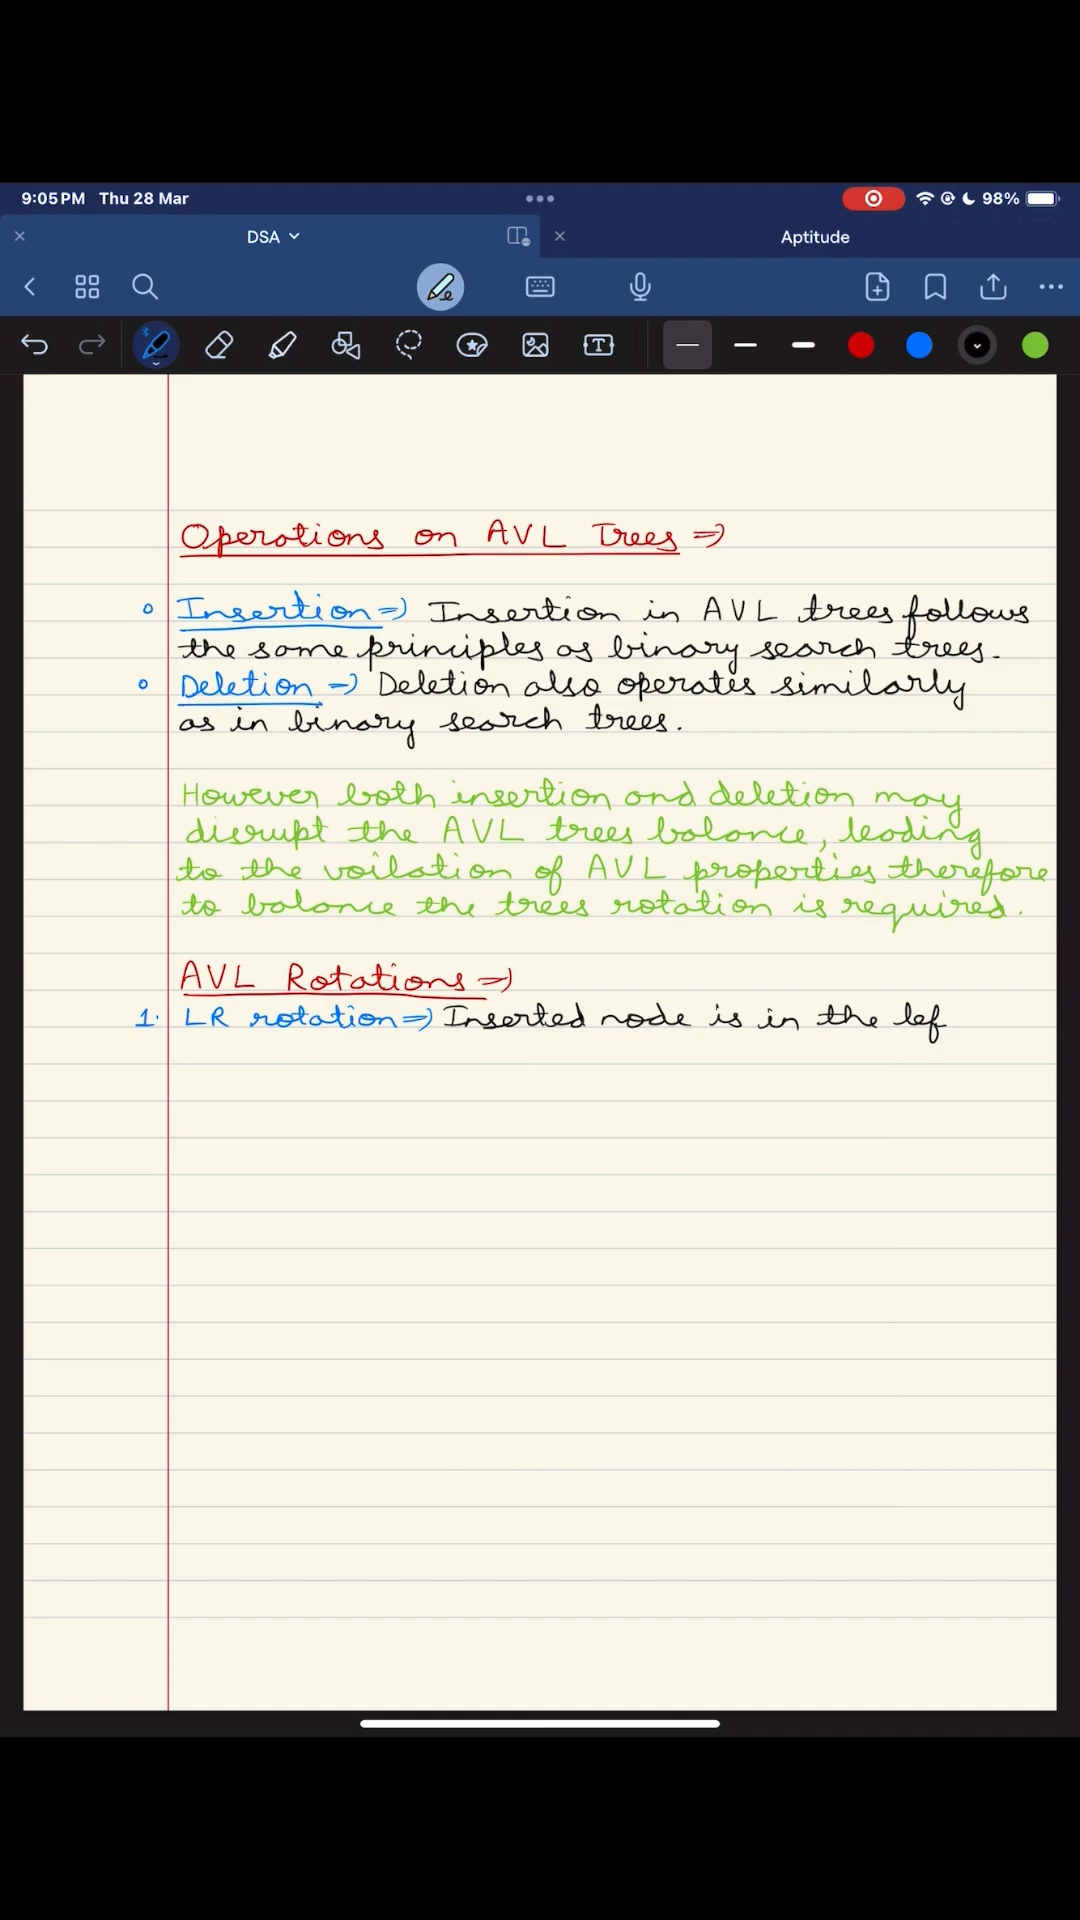 9:05 PM Thu 28 Mar
98%
DSA
Aptitude
Operations on AVL Trees ⇒
Insertion ⇒ Insertion in AVL trees follows
the same principles as binary search trees.
Deletion ⇒ Deletion also operates similarly
as in binary search trees.
However both insertion and deletion may
disrupt the AVL trees balance, leading
to the voilation of AVL properties therefore
to balance the trees rotation is required.
AVL Rotations ⇒
1. LR rotation ⇒ Inserted node is in the lef